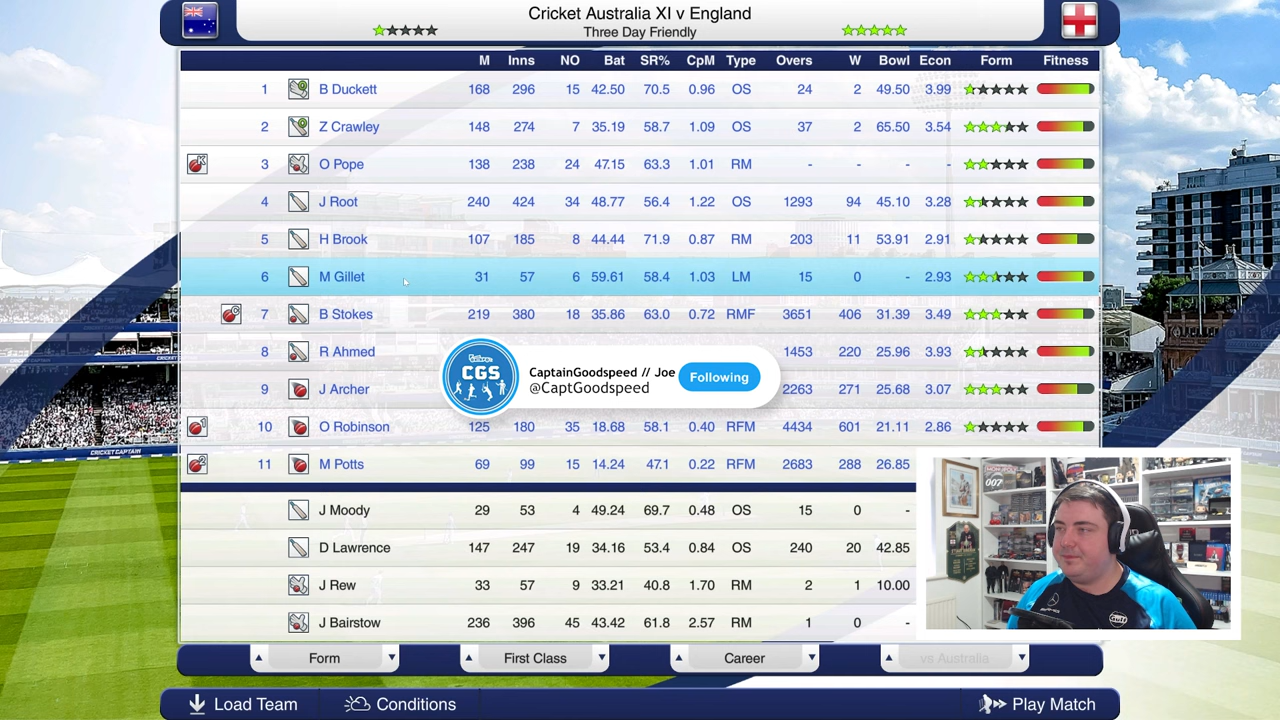 Cricket Australia XI v England
Three Day Friendly
M Inns NO Bat SR% CpM Type Overs W Bowl Econ Form Fitness
1 B Duckett 168 296 15 42.50 70.5 0.96 OS 24 2 49.50 3.99
2 Z Crawley 148 274 7 35.19 58.7 1.09 OS 37 2 65.50 3.54
K 3 O Pope 138 238 24 47.15 63.3 1.01 RM - - - -
4 J Root 240 424 34 48.77 56.4 1.22 OS 1293 94 45.10 3.28
5 H Brook 107 185 8 44.44 71.9 0.87 RM 203 11 53.91 2.91
6 M Gillet 31 57 6 59.61 58.4 1.03 LM 15 0 - 2.93
C 7 B Stokes 219 380 18 35.86 63.0 0.72 RMF 3651 406 31.39 3.49
8 R Ahmed 1453 220 25.96 3.93
CGS
CaptainGoodspeed // Joe
@CaptGoodspeed
Following
9 J Archer 2263 271 25.68 3.07
1 10 O Robinson 125 180 35 18.68 58.1 0.40 RFM 4434 601 21.11 2.86
2 11 M Potts 69 99 15 14.24 47.1 0.22 RFM 2683 288 26.85
J Moody 29 53 4 49.24 69.7 0.48 OS 15 0 -
D Lawrence 147 247 19 34.16 53.4 0.84 OS 240 20 42.85
J Rew 33 57 9 33.21 40.8 1.70 RM 2 1 10.00
J Bairstow 236 396 45 43.42 61.8 2.57 RM 1 0 -
CRICKET CAPTAIN
007
Form First Class Career vs Australia
Load Team Conditions Play Match